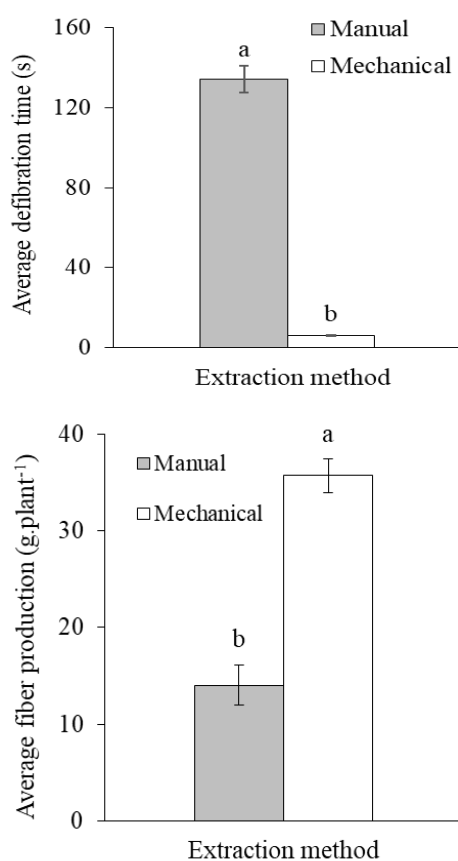 Average defibration time (s)
160
120
80
40
0
Manual
Mechanical
a
b
Extraction method
Average fiber production (g.plant⁻¹)
40
30
20
10
0
Manual
Mechanical
b
a
Extraction method